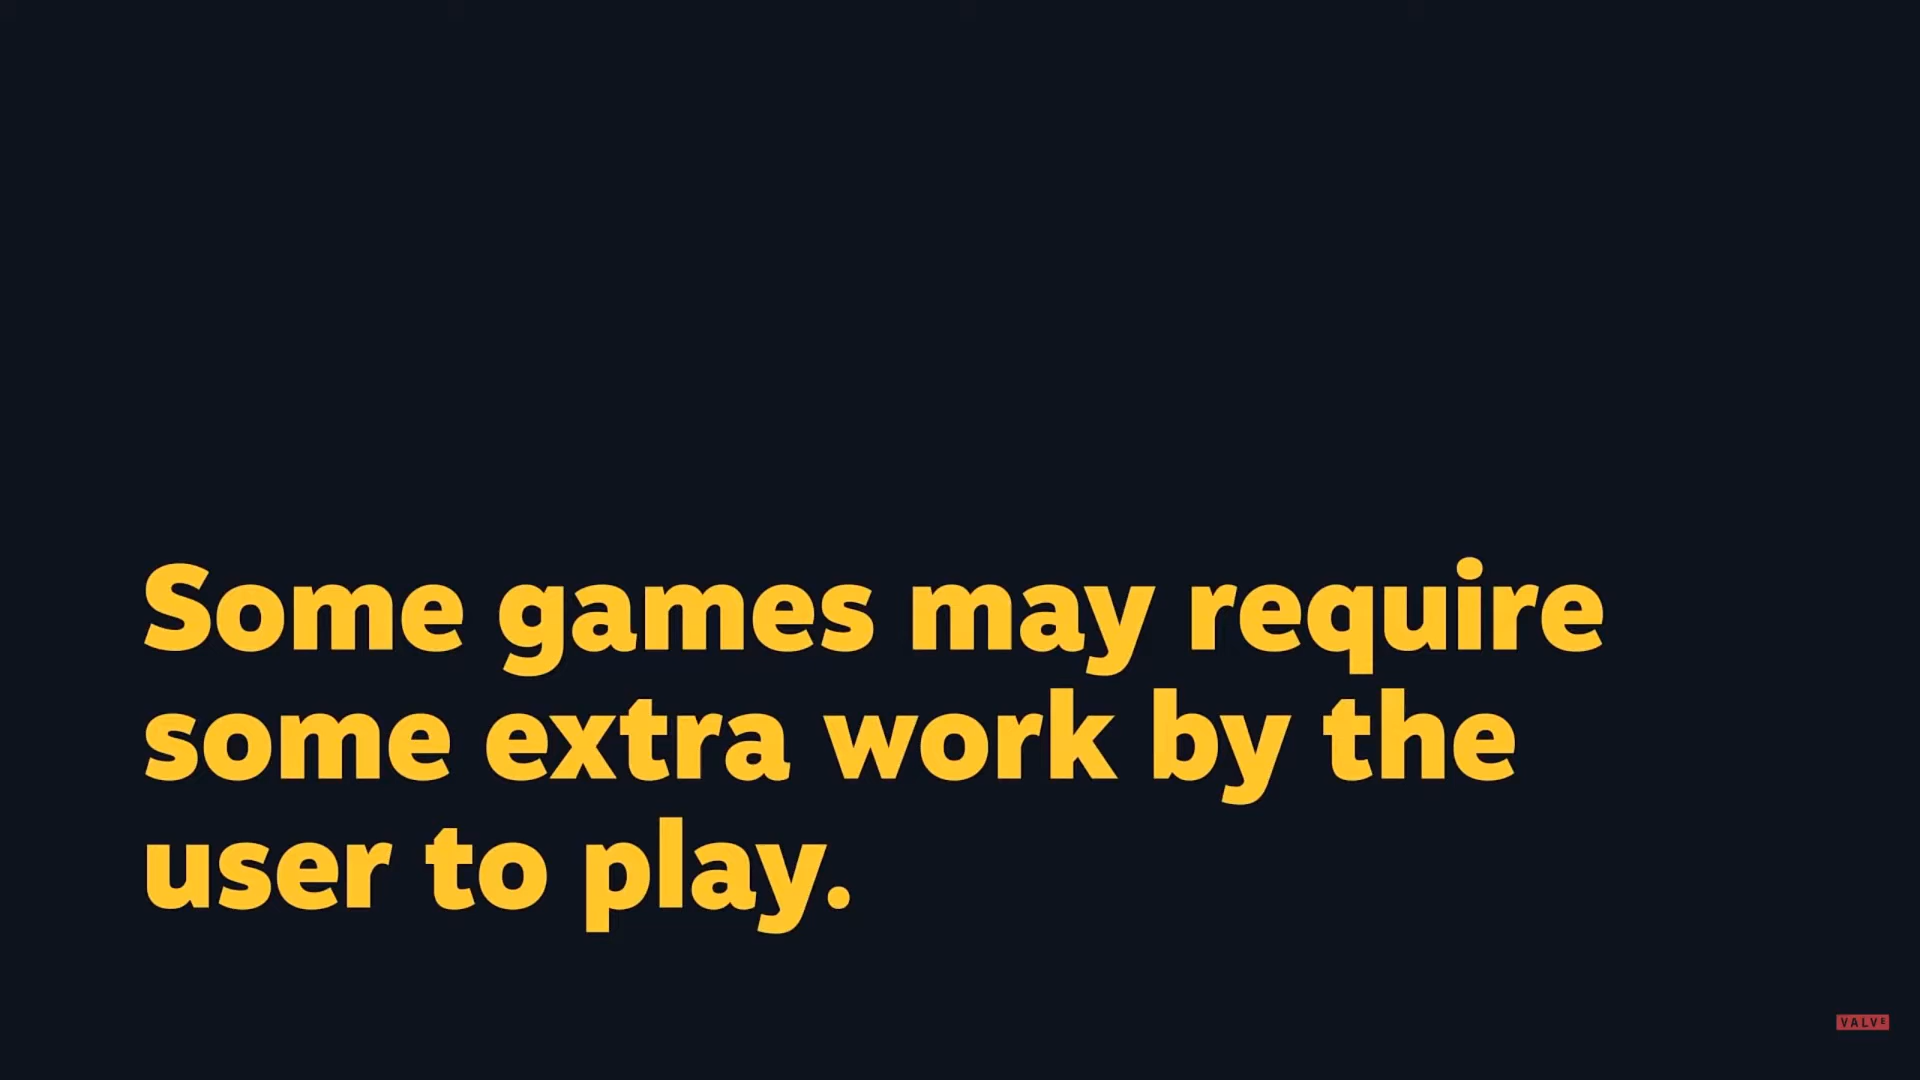 Some games may require
some extra work by the
user to play.
VALVE